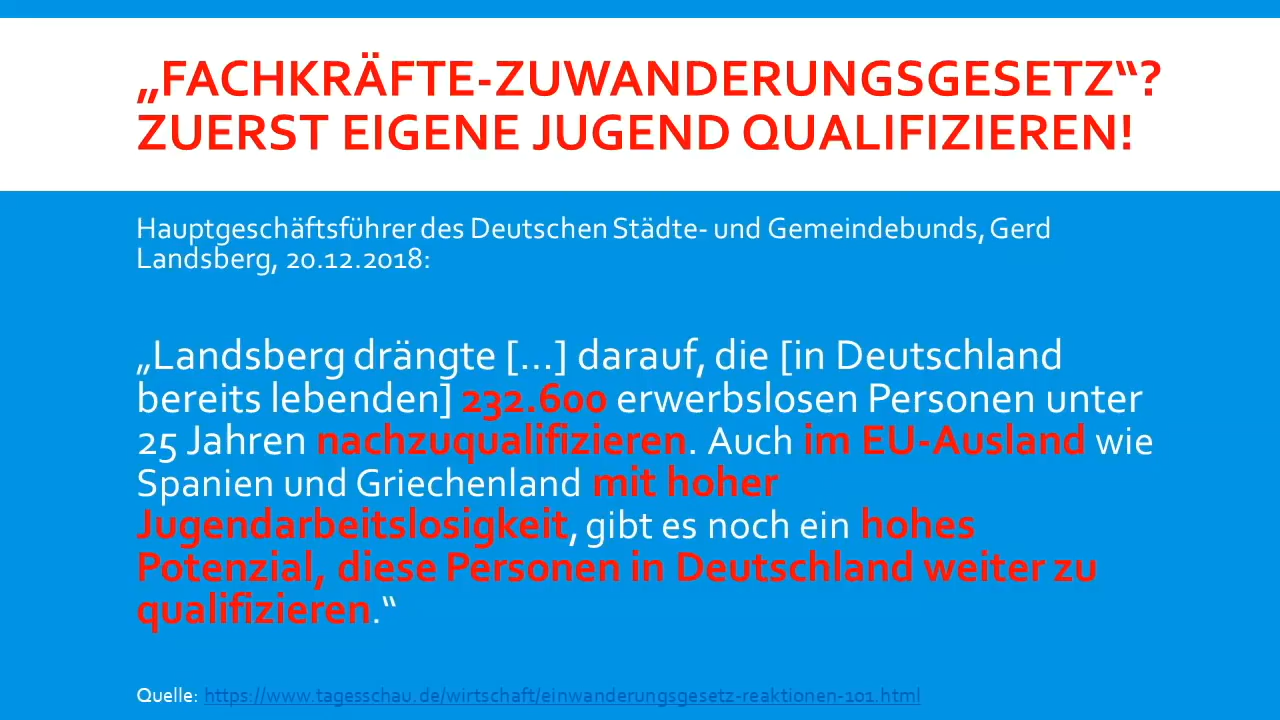 „FACHKRÄFTE-ZUWANDERUNGSGESETZ“?
ZUERST EIGENE JUGEND QUALIFIZIEREN!
Hauptgeschäftsführer des Deutschen Städte- und Gemeindebunds, Gerd
Landsberg, 20.12.2018:
„Landsberg drängte [...] darauf, die [in Deutschland
bereits lebenden] 232.600 erwerbslosen Personen unter
25 Jahren nachzuqualifizieren. Auch im EU-Ausland wie
Spanien und Griechenland mit hoher
Jugendarbeitslosigkeit, gibt es noch ein hohes
Potenzial, diese Personen in Deutschland weiter zu
qualifizieren.“
Quelle: https://www.tagesschau.de/wirtschaft/einwanderungsgesetz-reaktionen-101.html